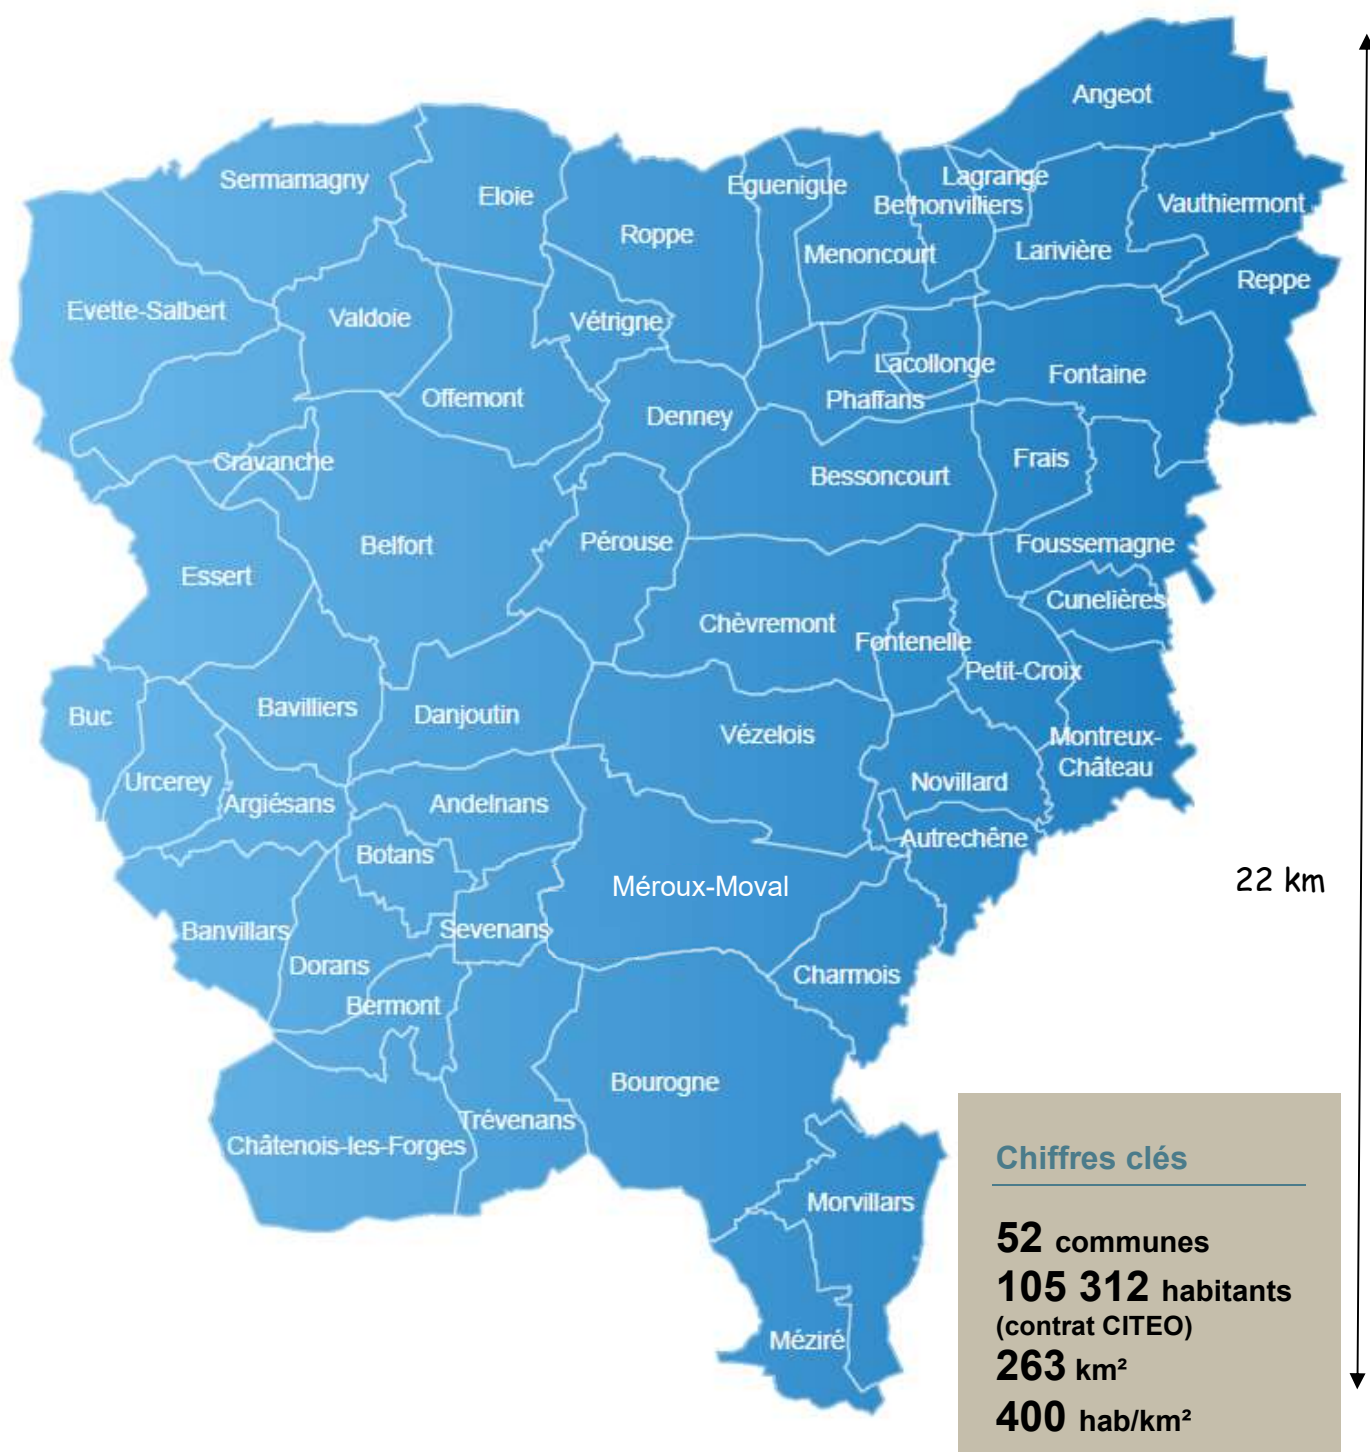 Angeot
Sermamagny
Eloie
Eguenigue
Lagrange
Bethonvilliers
Vauthiermont
Roppe
Menoncourt
Larivière
Reppe
Evette-Salbert
Valdoie
Vétrigne
Lacollonge
Fontaine
Offemont
Phaffans
Denney
Cravanche
Bessoncourt
Frais
Belfort
Pérouse
Foussemagne
Essert
Cunelières
Chèvremont
Fontenelle
Petit-Croix
Buc
Bavilliers
Danjoutin
Vézelois
Montreux-
Château
Urcerey
Argiésans
Andelnans
Novillard
Botans
Autrechêne
Méroux-Moval
22 km
Banvillars
Sevenans
Dorans
Charmois
Bermont
Bourogne
Trévenans
Châtenois-les-Forges
Morvillars
Méziré
Chiffres clés
52 communes
105 312 habitants
(contrat CITEO)
263 km²
400 hab/km²